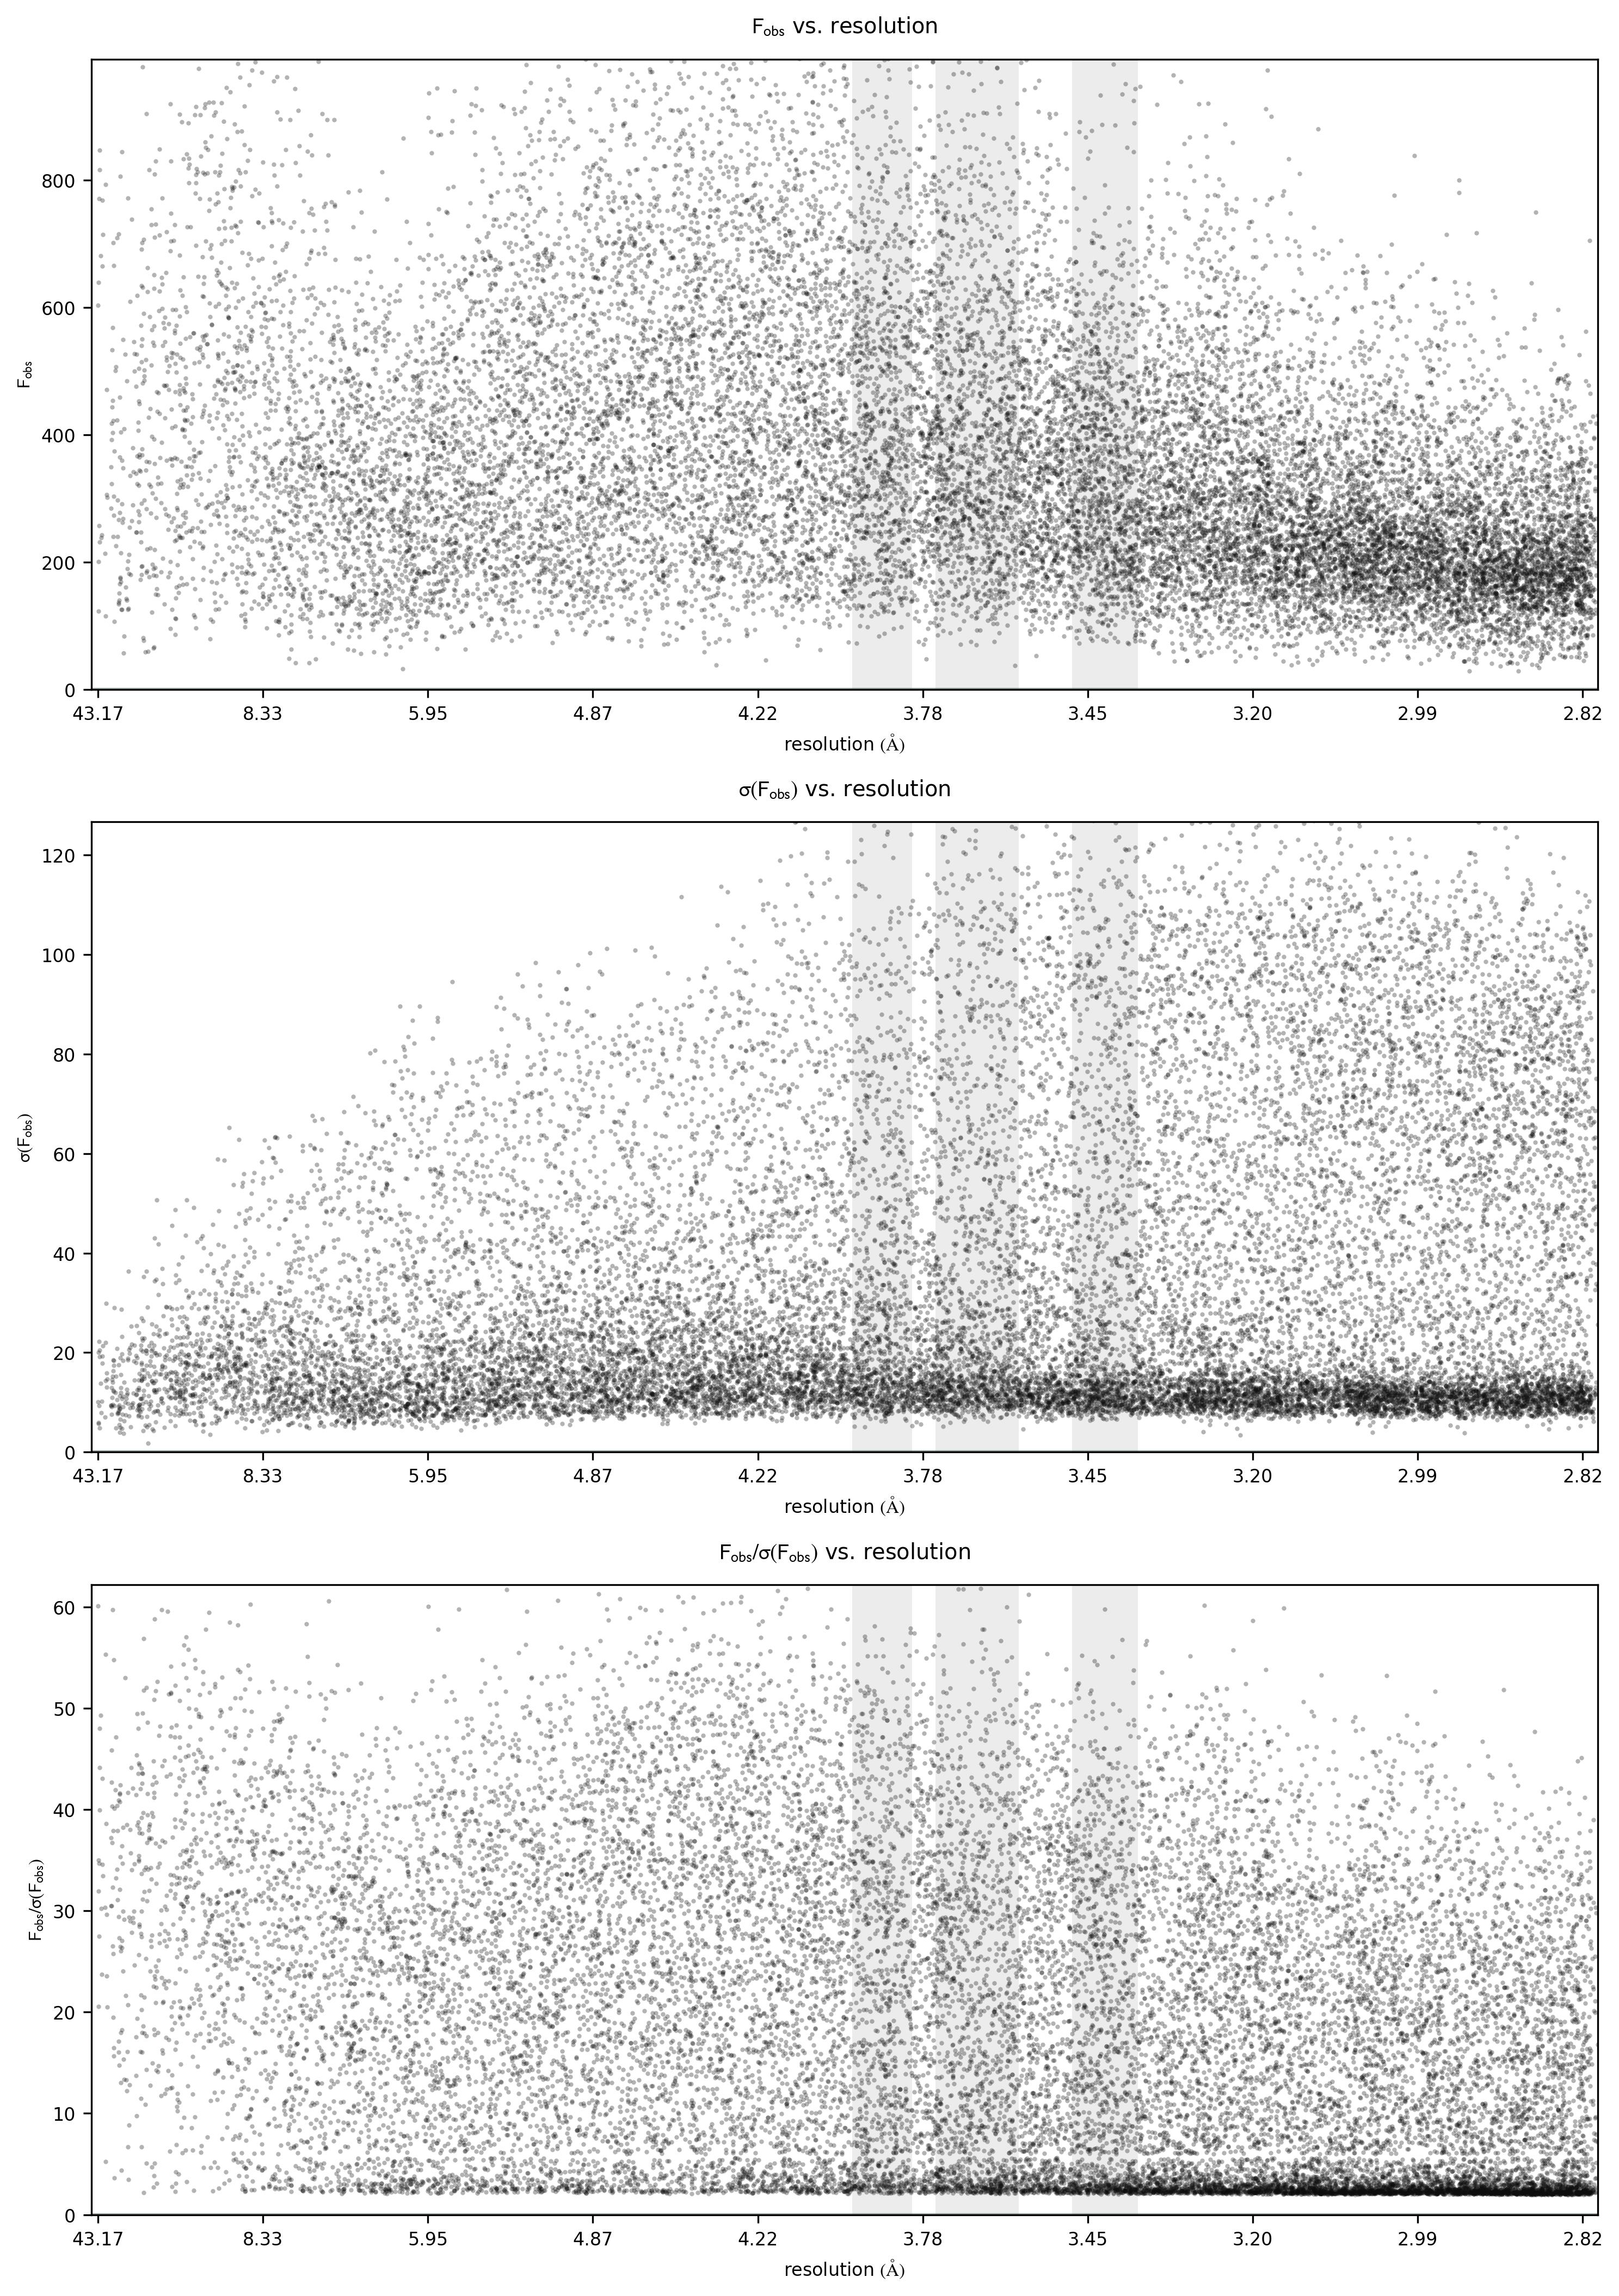 Fobs vs. resolution
800
600
400
200
0
Fobs
43.17 8.33 5.95 4.87 4.22 3.78 3.45 3.20 2.99 2.82
resolution (Å)
σ(Fobs) vs. resolution
120
100
80
60
40
20
0
σ(Fobs)
43.17 8.33 5.95 4.87 4.22 3.78 3.45 3.20 2.99 2.82
resolution (Å)
Fobs/σ(Fobs) vs. resolution
60
50
40
30
20
10
0
Fobs/σ(Fobs)
43.17 8.33 5.95 4.87 4.22 3.78 3.45 3.20 2.99 2.82
resolution (Å)